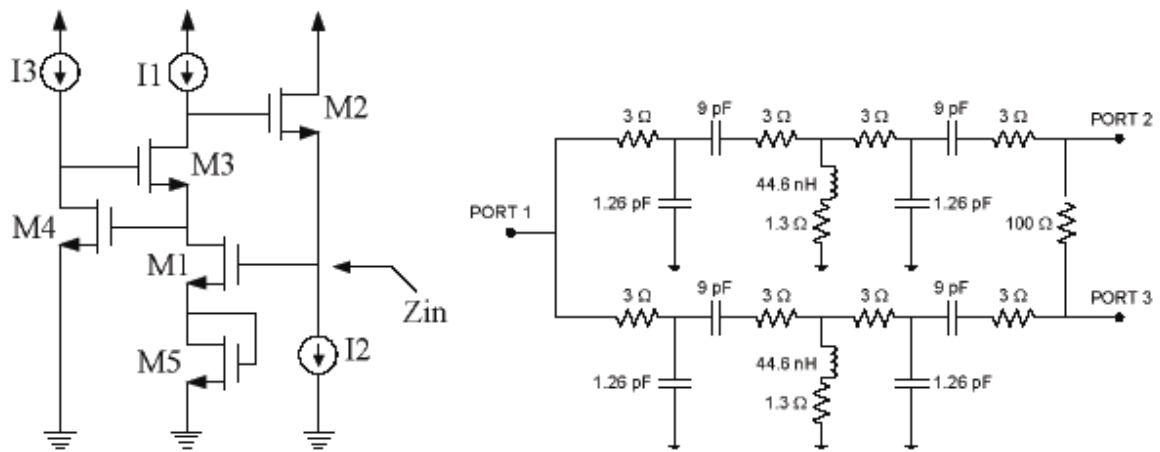 I3
I1
M2
M3
M4
M1
Zin
M5
I2
3 Ω
9 pF
3 Ω
3 Ω
9 pF
3 Ω
PORT 2
44.6 nH
1.26 pF
1.3 Ω
1.26 pF
100 Ω
PORT 1
3 Ω
9 pF
3 Ω
3 Ω
9 pF
3 Ω
PORT 3
44.6 nH
1.26 pF
1.3 Ω
1.26 pF